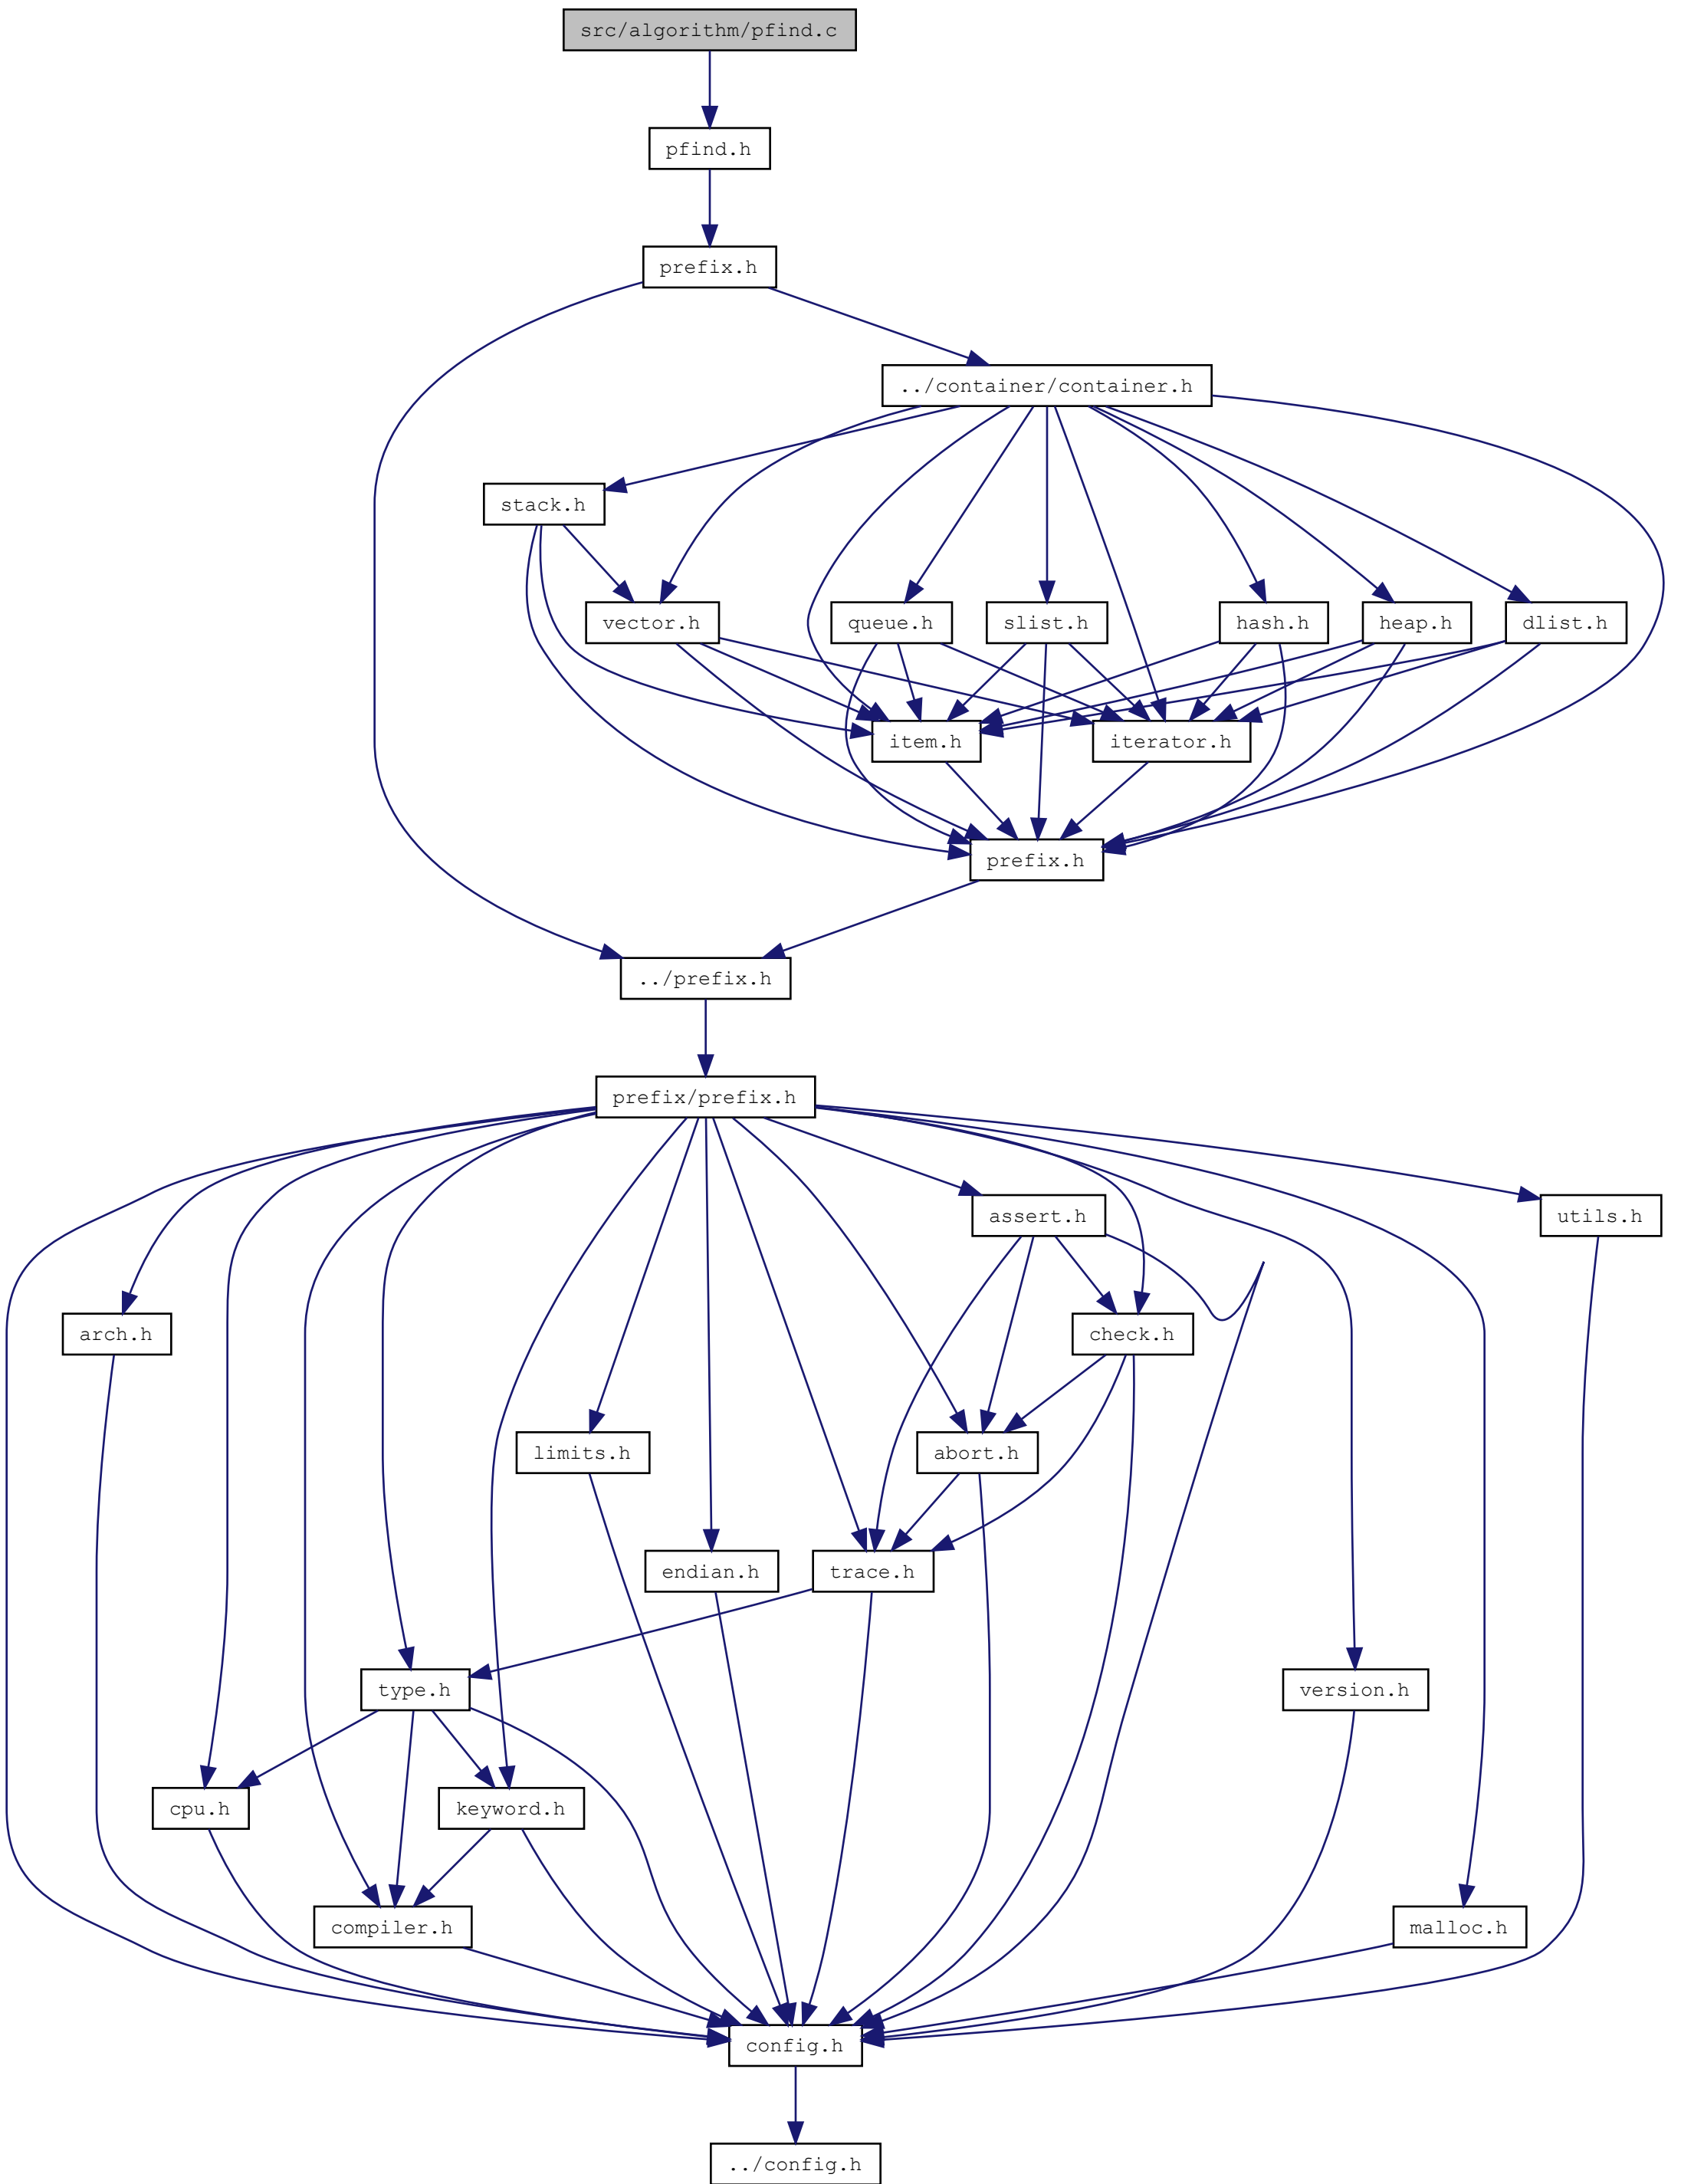 src/algorithm/pfind.c
pfind.h
prefix.h
../container/container.h
stack.h
vector.h
queue.h
slist.h
hash.h
heap.h
dlist.h
item.h
iterator.h
prefix.h
../prefix.h
prefix/prefix.h
assert.h
utils.h
arch.h
check.h
limits.h
abort.h
endian.h
trace.h
type.h
version.h
cpu.h
keyword.h
compiler.h
malloc.h
config.h
../config.h